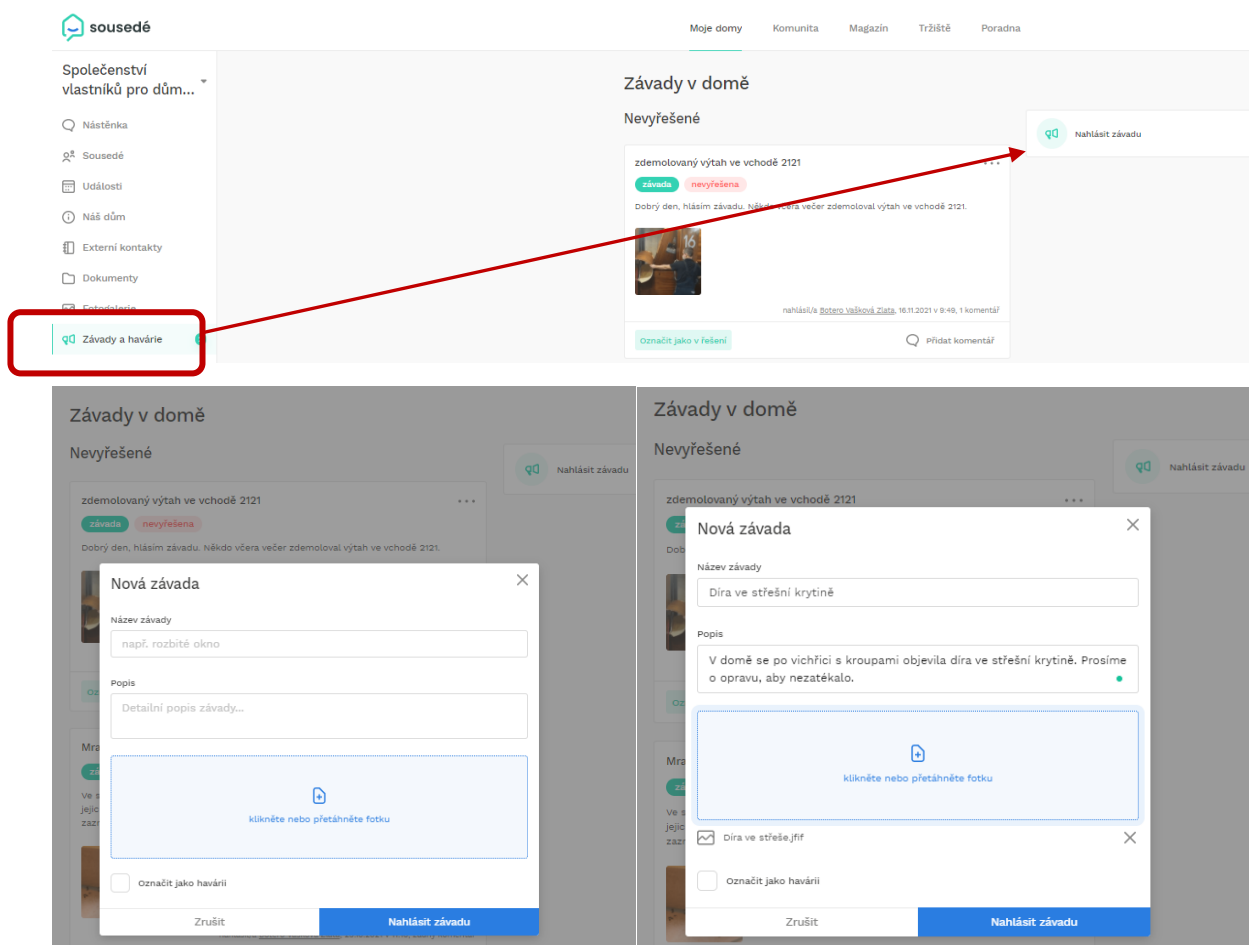 sousedé
Moje domy Komunita Magazín Tržiště Poradna
Společenství
vlastníků pro dům...
Nástěnka
Sousedé
Události
Náš dům
Externí kontakty
Dokumenty
Fotogalerie
Závady a havárie
Závady v domě
Nevyřešené
Nahlásit závadu
zdemolovaný výtah ve vchodě 2121
závada nevyřešena
Dobrý den, hlásím závadu. Někdo včera večer zdemoloval výtah ve vchodě 2121.
16
nahlásil/a Botero Vašková Zlata, 16.11.2021 v 9:49, 1 komentář
Označit jako v řešení
Přidat komentář
Závady v domě
Nevyřešené
Nahlásit závadu
zdemolovaný výtah ve vchodě 2121
závada nevyřešena
Dobrý den, hlásím závadu. Někdo včera večer zdemoloval výtah ve vchodě 2121.
Nová závada
Název závady
např. rozbité okno
Popis
Detailní popis závady...
klikněte nebo přetáhněte fotku
Označit jako havárii
Zrušit
Nahlásit závadu
Závady v domě
Nevyřešené
Nahlásit závadu
zdemolovaný výtah ve vchodě 2121
Nová závada
Název závady
Díra ve střešní krytině
Popis
V domě se po vichřici s kroupami objevila díra ve střešní krytině. Prosíme
o opravu, aby nezatékalo.
klikněte nebo přetáhněte fotku
Díra ve střeše.jfif
Označit jako havárii
Zrušit
Nahlásit závadu